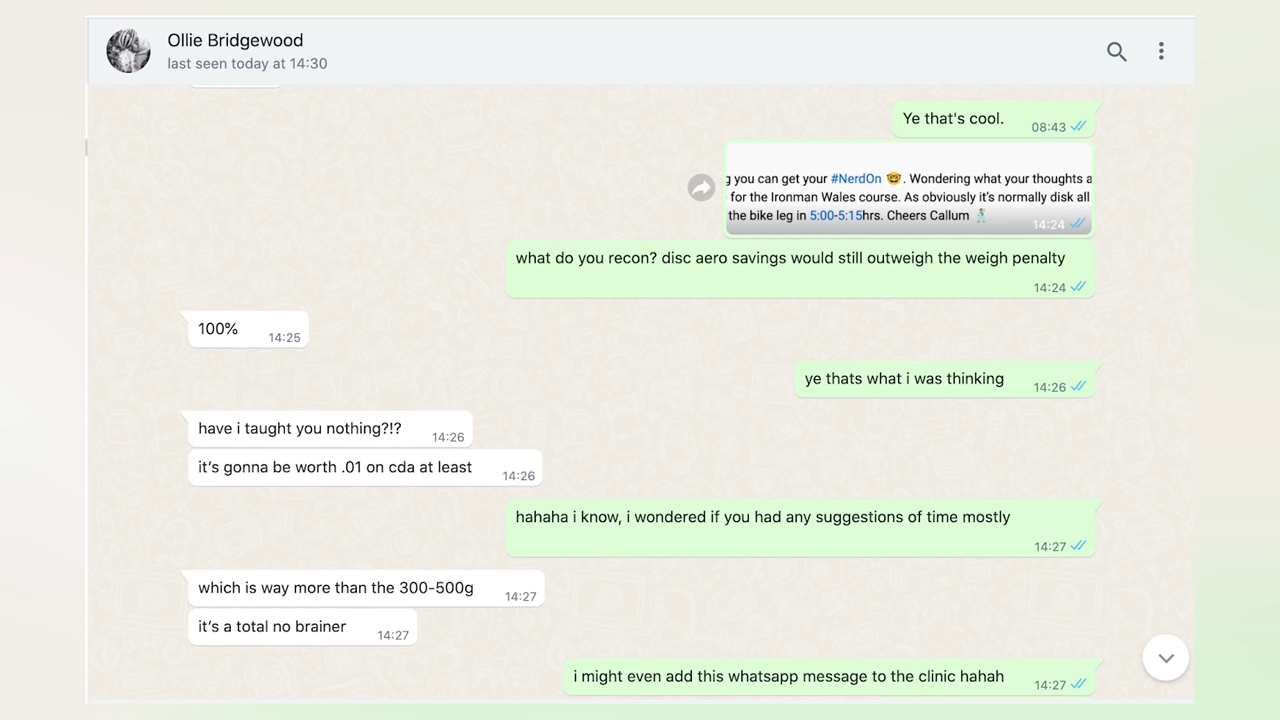 Ollie Bridgewood
last seen today at 14:30
Ye that's cool.
08:43
g you can get your #NerdOn 🤓. Wondering what your thoughts a
for the Ironman Wales course. As obviously it's normally disk all
the bike leg in 5:00-5:15hrs. Cheers Callum
14:24
what do you recon? disc aero savings would still outweigh the weigh penalty
14:24
100%
14:25
ye thats what i was thinking
14:26
have i taught you nothing?!?
14:26
it's gonna be worth .01 on cda at least
14:26
hahaha i know, i wondered if you had any suggestions of time mostly
14:27
which is way more than the 300-500g
14:27
it's a total no brainer
14:27
i might even add this whatsapp message to the clinic hahah
14:27